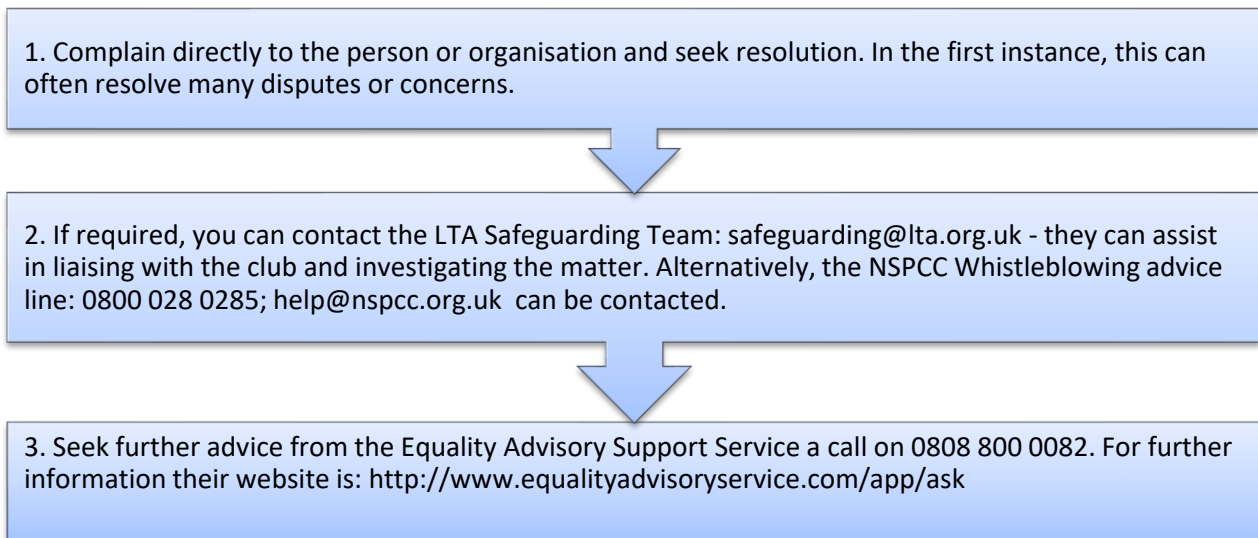 1. Complain directly to the person or organisation and seek resolution. In the first instance, this can
often resolve many disputes or concerns.
2. If required, you can contact the LTA Safeguarding Team: safeguarding@lta.org.uk - they can assist
in liaising with the club and investigating the matter. Alternatively, the NSPCC Whistleblowing advice
line: 0800 028 0285; help@nspcc.org.uk  can be contacted.
3. Seek further advice from the Equality Advisory Support Service a call on 0808 800 0082. For further
information their website is: http://www.equalityadvisoryservice.com/app/ask